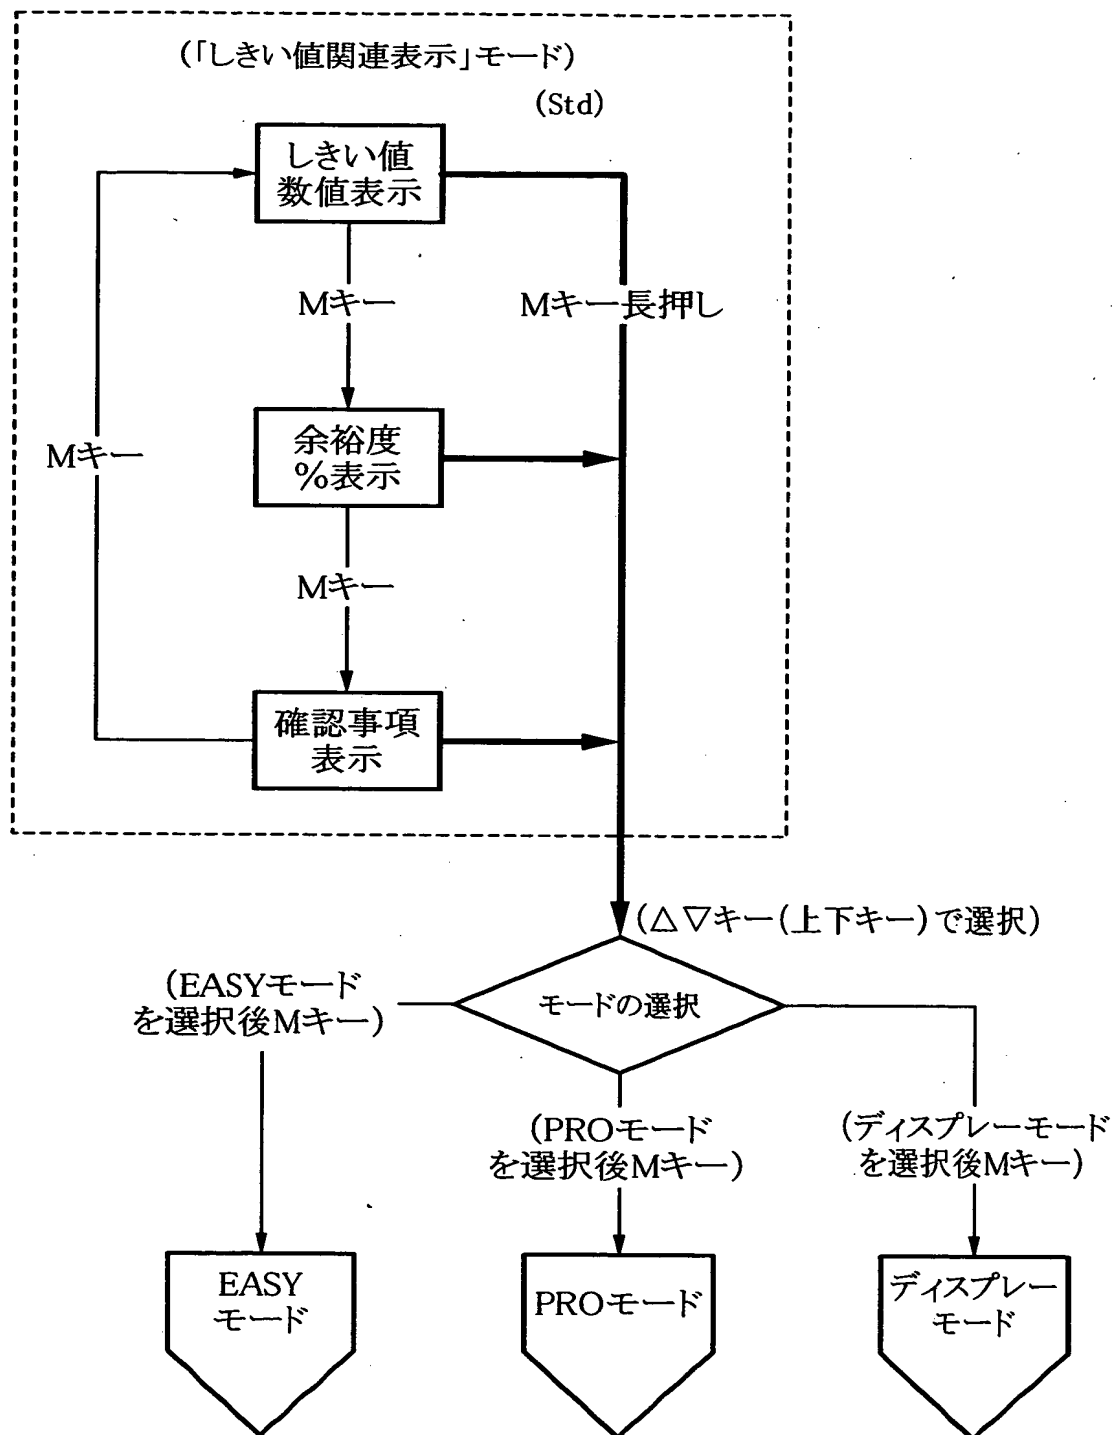 (「しきい値関連表示」モード)
(Std)
しきい値
数値表示
Mキー
Mキー長押し
余裕度
%表示
Mキー
Mキー
確認事項
表示
(△▽キー(上下キー)で選択)
モードの選択
(EASYモード
を選択後Mキー)
(PROモード
を選択後Mキー)
(ディスプレーモード
を選択後Mキー)
EASY
モード
PROモード
ディスプレー
モード